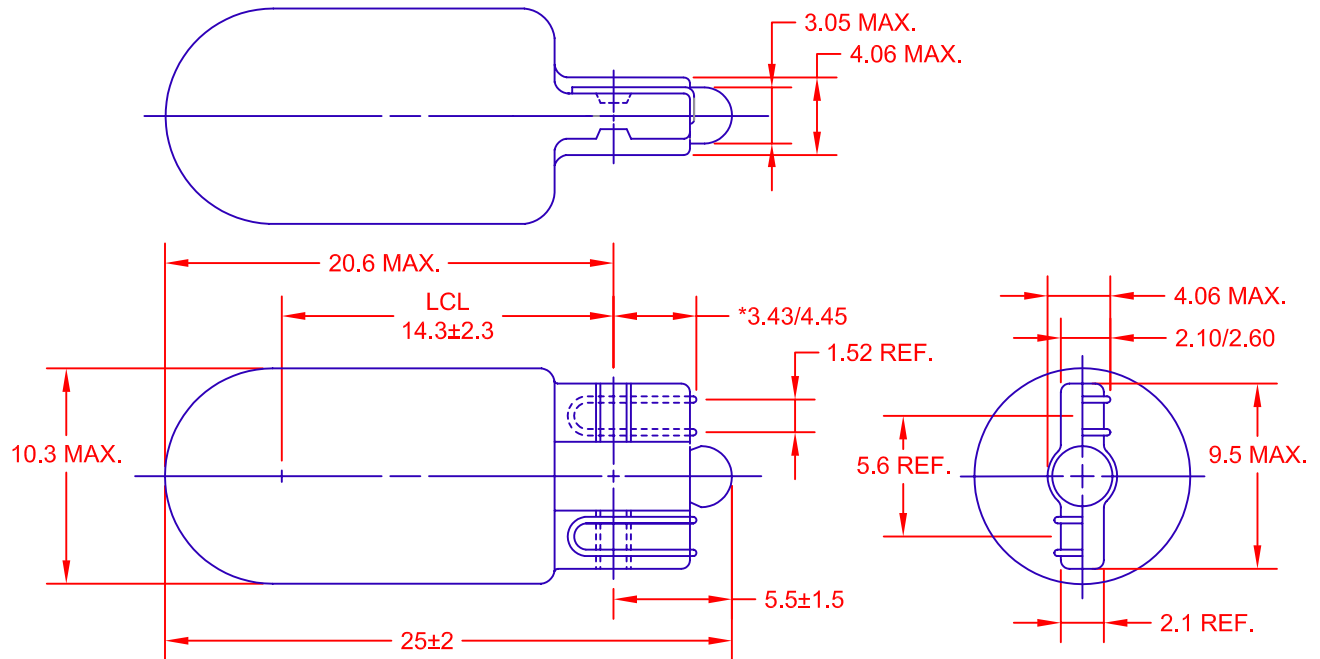 3.05 MAX.
4.06 MAX.
20.6 MAX.
LCL
14.3±2.3
*3.43/4.45
1.52 REF.
4.06 MAX.
2.10/2.60
10.3 MAX.
5.6 REF.
9.5 MAX.
5.5±1.5
25±2
2.1 REF.